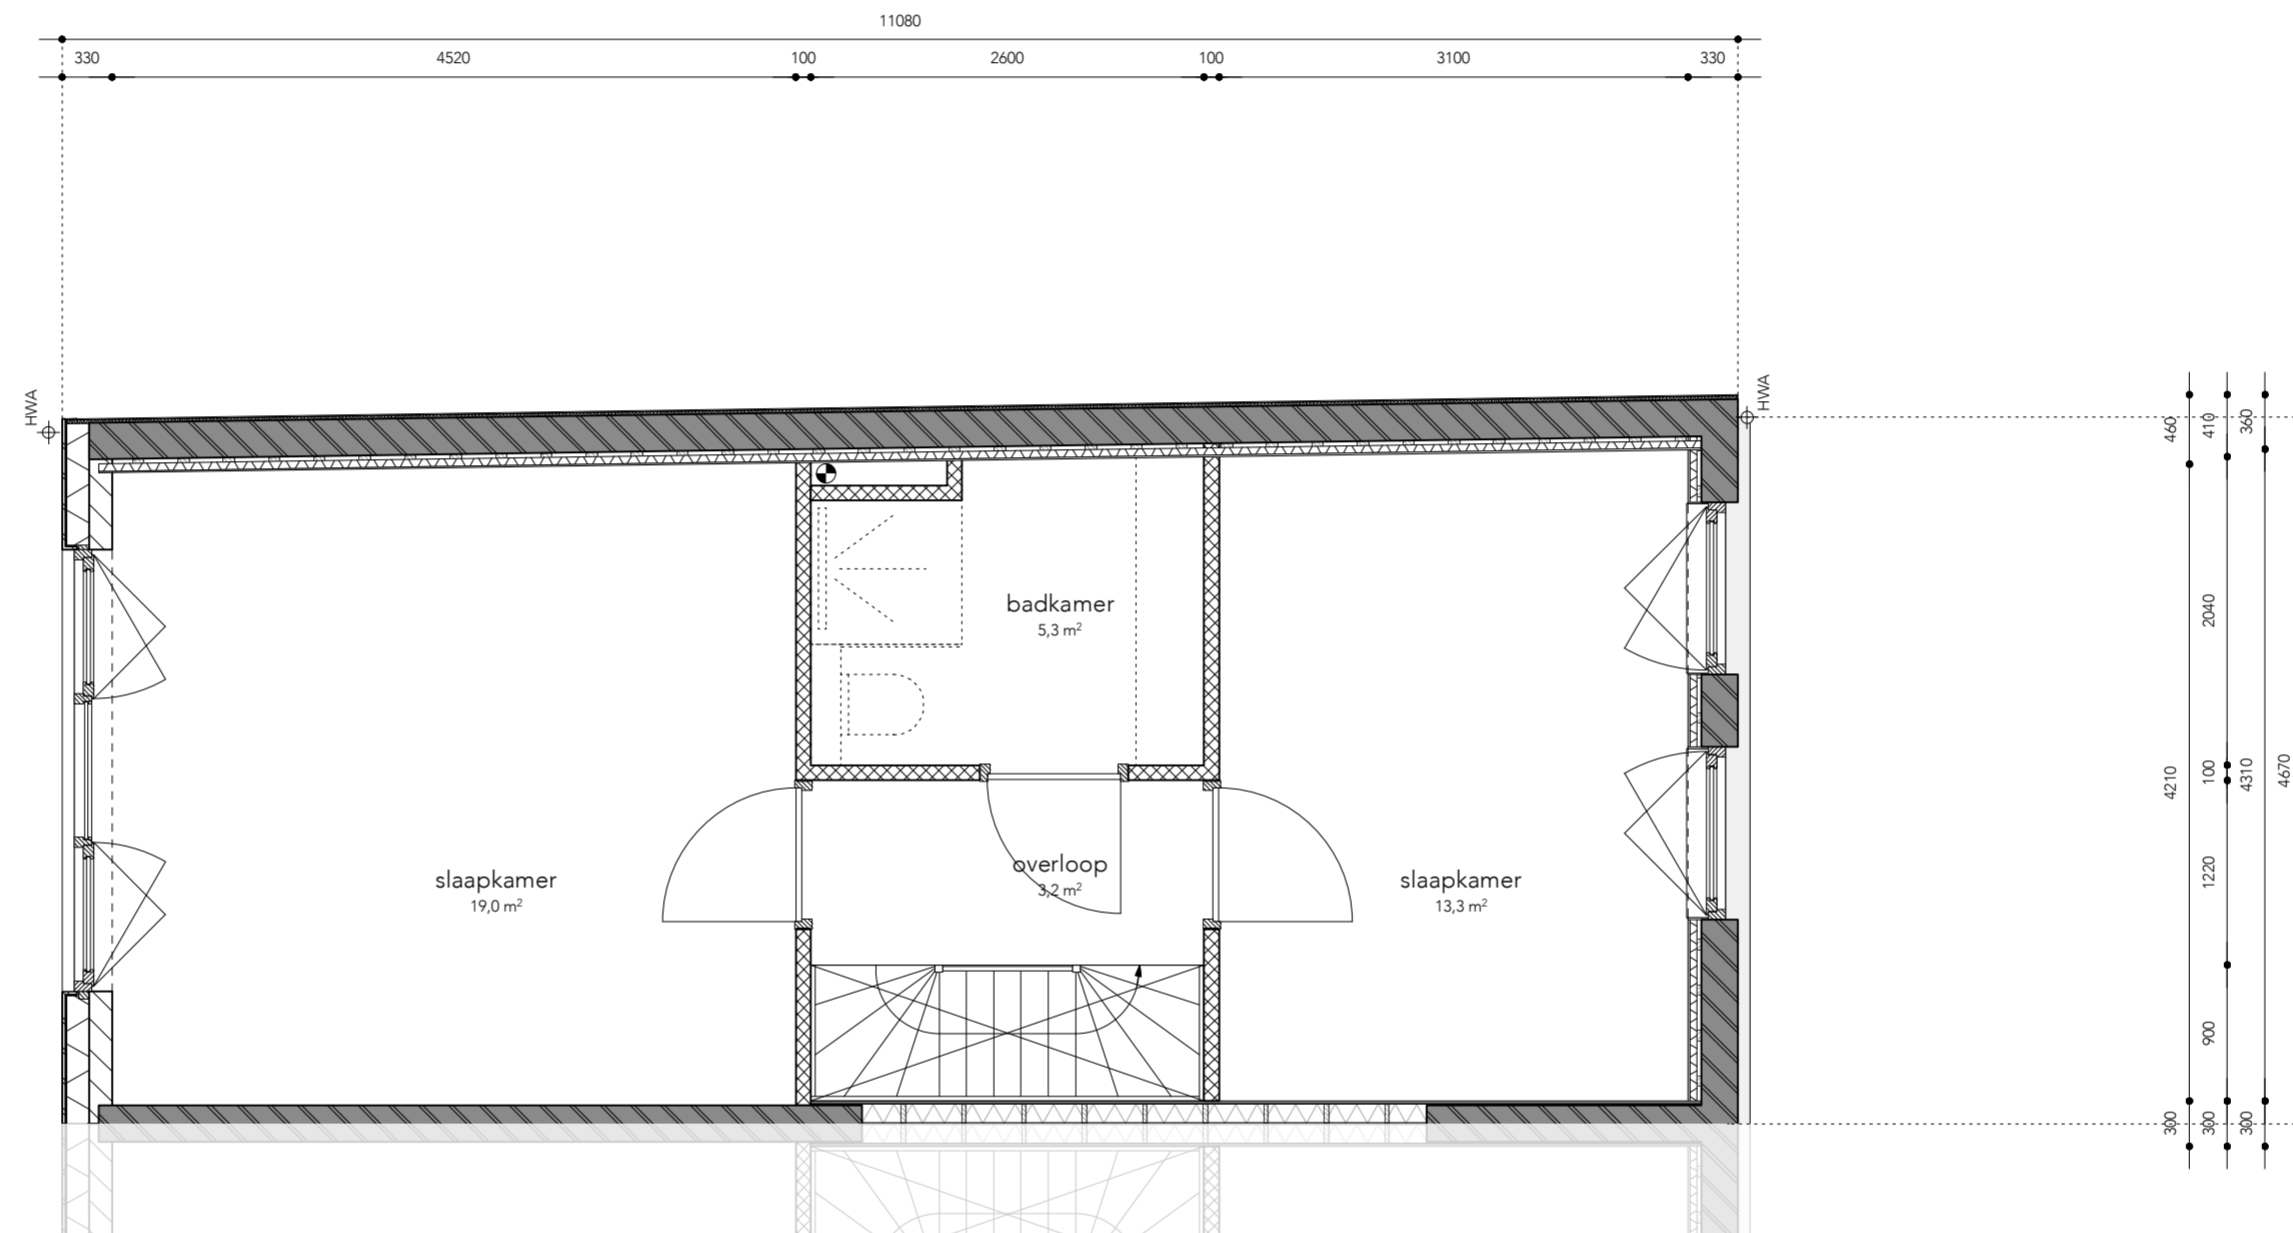 11080
330 4520 100 2600 100 3100 330
HWA
HWA
460 410 360
badkamer
5,3 m²
2040
4210 100 4310 4670
slaapkamer
19,0 m²
overloop
3,2 m²
slaapkamer
13,3 m²
1220
900
300 300 300